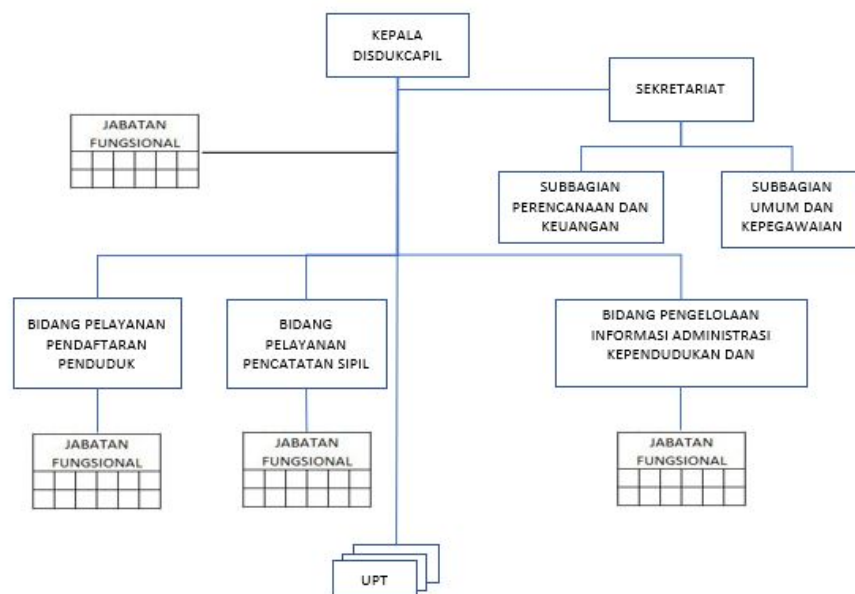 KEPALA
DISDUKCAPIL
SEKRETARIAT
JABATAN
FUNGSIONAL
SUBBAGIAN
PERENCANAAN DAN
KEUANGAN
SUBBAGIAN
UMUM DAN
KEPEGAWAIAN
BIDANG PELAYANAN
PENDAFTARAN
PENDUDUK
BIDANG
PELAYANAN
PENCATATAN SIPIL
BIDANG PENGELOLAAN
INFORMASI ADMINISTRASI
KEPENDUDUKAN DAN
JABATAN
FUNGSIONAL
JABATAN
FUNGSIONAL
JABATAN
FUNGSIONAL
UPT